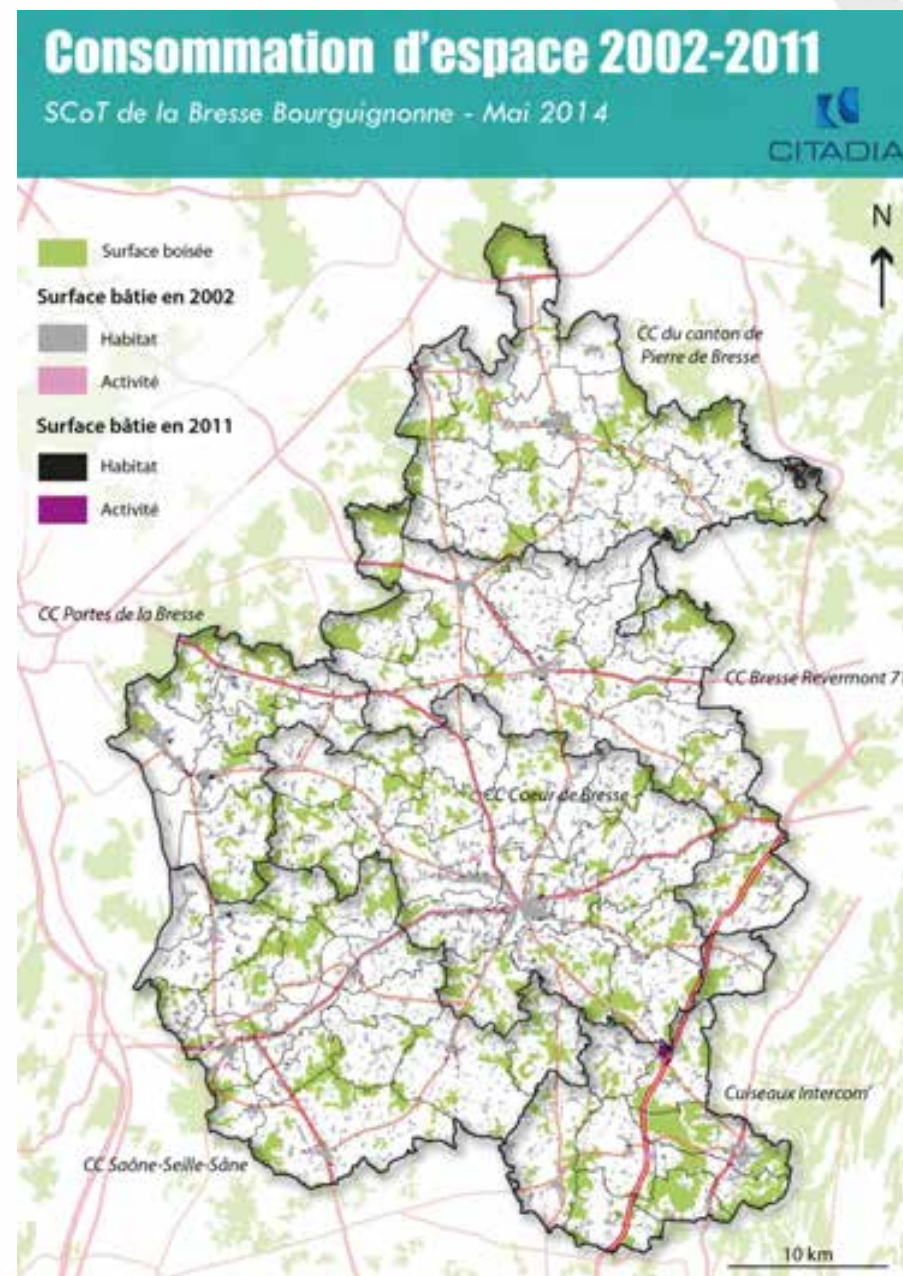 Consommation d'espace 2002-2011
SCoT de la Bresse Bourguignonne - Mai 2014
CITADIA
N
Surface boisée
Surface bâtie en 2002
Habitat
Activité
Surface bâtie en 2011
Habitat
Activité
CC du canton de
Pierre de Bresse
CC Portes de la Bresse
CC Bresse Revermont 71
CC Coeur de Bresse
Cuiseaux Intercom'
CC Saône-Seille-Sâne
10 km